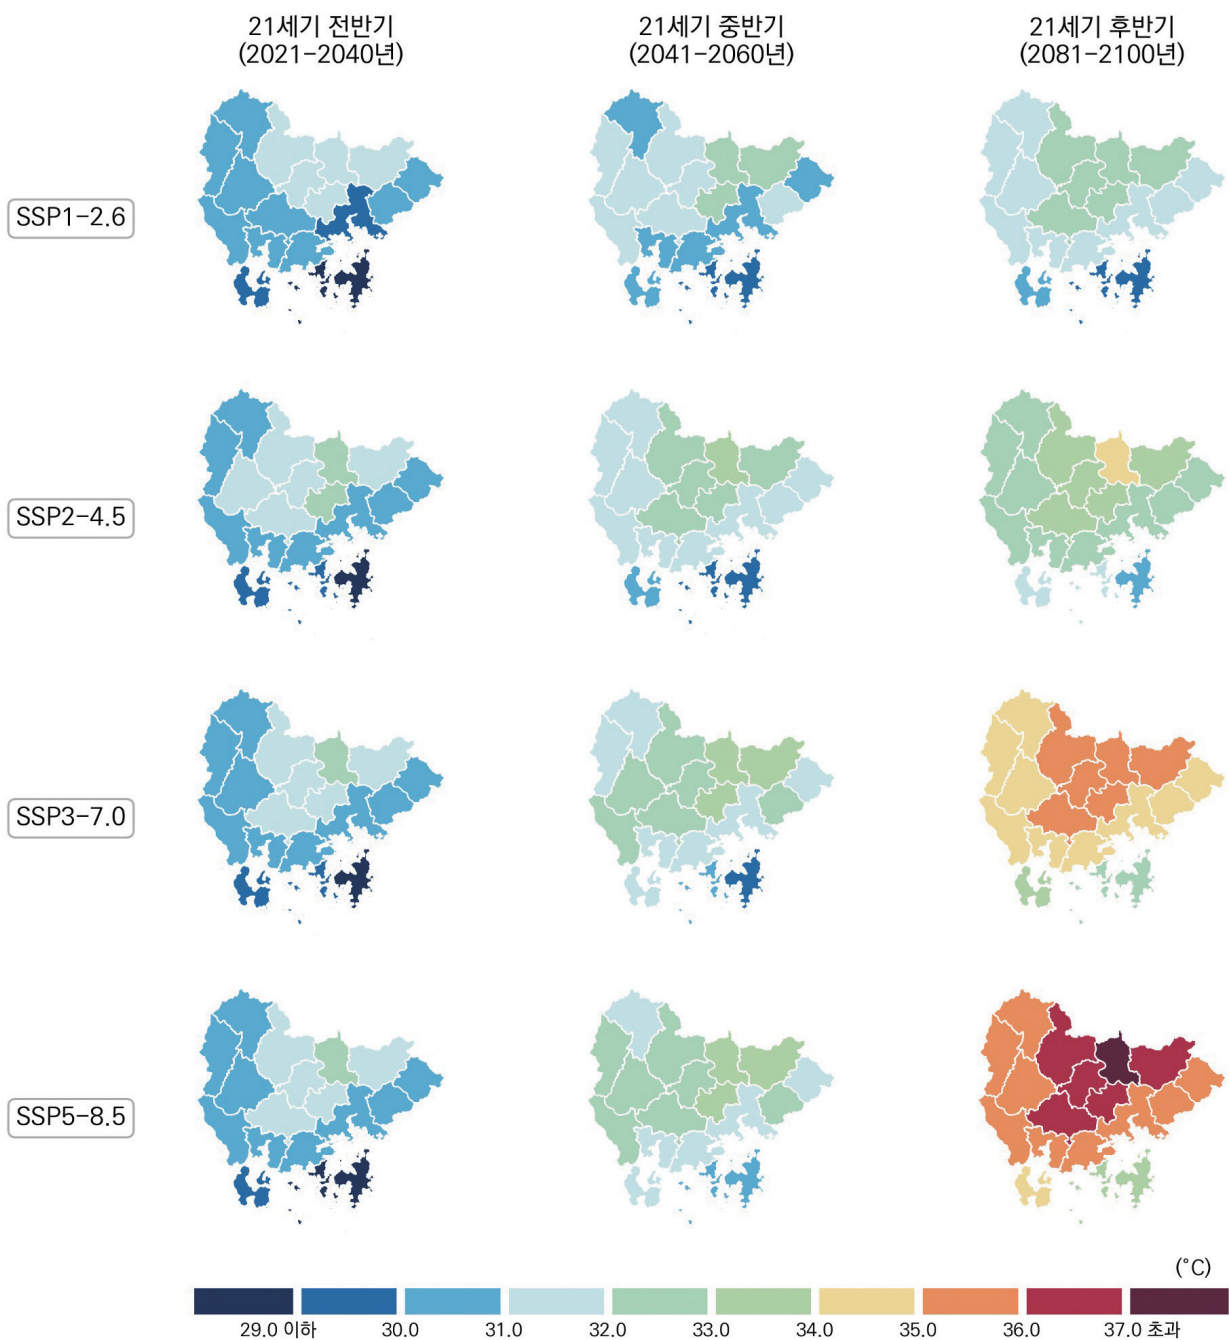 21세기 전반기
(2021-2040년)
21세기 중반기
(2041-2060년)
21세기 후반기
(2081-2100년)
SSP1-2.6
SSP2-4.5
SSP3-7.0
SSP5-8.5
(°C)
29.0 이하 30.0 31.0 32.0 33.0 34.0 35.0 36.0 37.0 초과